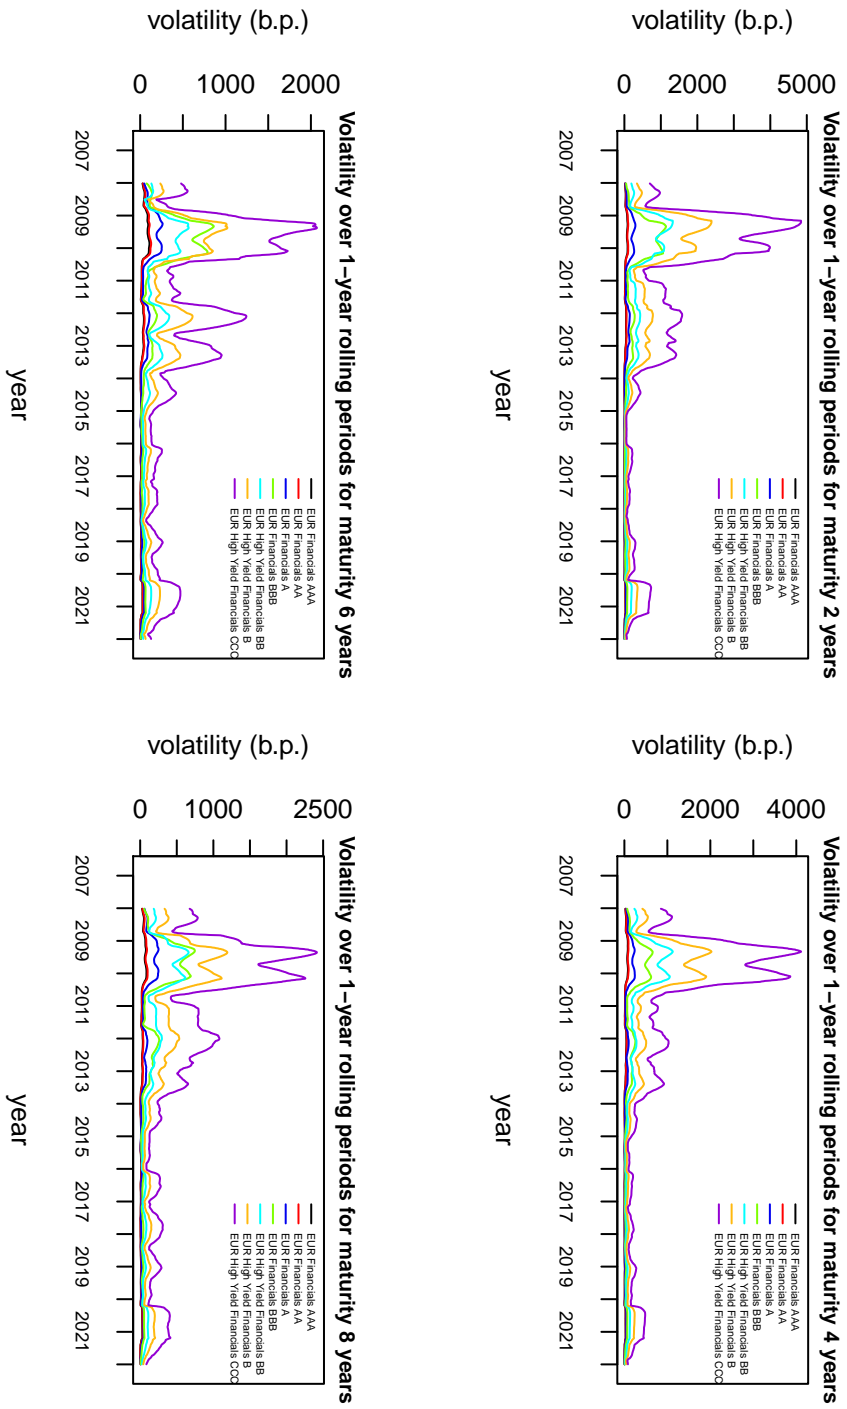 Volatility over 1−year rolling periods for maturity 2 years
volatility (b.p.)
0 2000 5000
2007 2009 2011 2013 2015 2017 2019 2021
year
EUR Financials AAA
EUR Financials AA
EUR Financials A
EUR Financials BBB
EUR High Yield Financials BB
EUR High Yield Financials B
EUR High Yield Financials CCC
Volatility over 1−year rolling periods for maturity 4 years
volatility (b.p.)
0 2000 4000
2007 2009 2011 2013 2015 2017 2019 2021
year
EUR Financials AAA
EUR Financials AA
EUR Financials A
EUR Financials BBB
EUR High Yield Financials BB
EUR High Yield Financials B
EUR High Yield Financials CCC
Volatility over 1−year rolling periods for maturity 6 years
volatility (b.p.)
0 1000 2000
2007 2009 2011 2013 2015 2017 2019 2021
year
EUR Financials AAA
EUR Financials AA
EUR Financials A
EUR Financials BBB
EUR High Yield Financials BB
EUR High Yield Financials B
EUR High Yield Financials CCC
Volatility over 1−year rolling periods for maturity 8 years
volatility (b.p.)
0 1000 2500
2007 2009 2011 2013 2015 2017 2019 2021
year
EUR Financials AAA
EUR Financials AA
EUR Financials A
EUR Financials BBB
EUR High Yield Financials BB
EUR High Yield Financials B
EUR High Yield Financials CCC